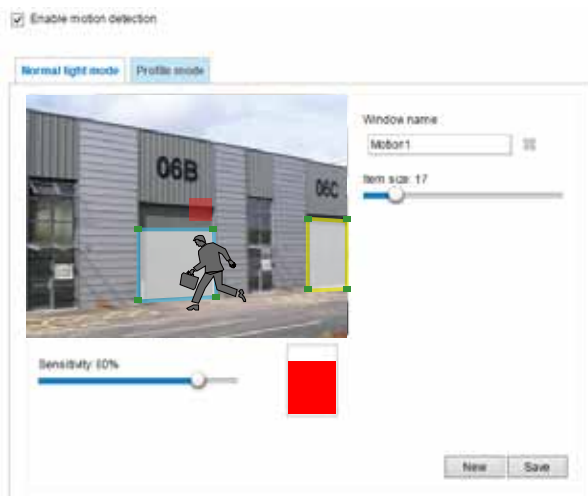 Enable motion detection
Normal light mode
Profile mode
Window name
Motion1
Item size: 17
06B
06C
Sensitivity: 80%
New
Save